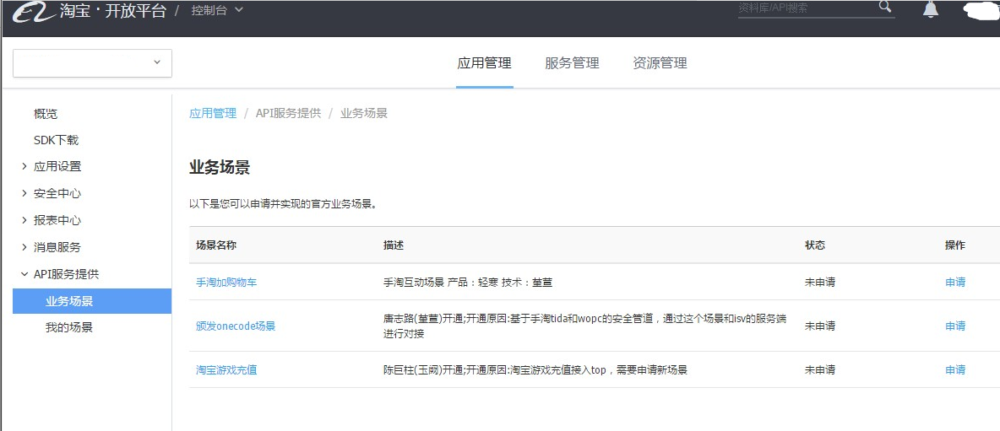 淘宝·开放平台 / 控制台
资料库/API搜索
应用管理 服务管理 资源管理
概览
SDK下载
应用设置
安全中心
报表中心
消息服务
API服务提供
业务场景
我的场景
应用管理 / API服务提供 / 业务场景
业务场景
以下是您可以申请并实现的官方业务场景。
场景名称 描述 状态 操作
手淘加购物车 手淘互动场景 产品：轻寒 技术：堃萱 未申请 申请
颁发onecode场景 唐志路(堃萱)开通;开通原因:基于手淘tida和wopc的安全管道，通过这个场景和isv的服务端
进行对接 未申请 申请
淘宝游戏充值 陈巨柱(玉阙)开通;开通原因:淘宝游戏充值接入top，需要申请新场景 未申请 申请